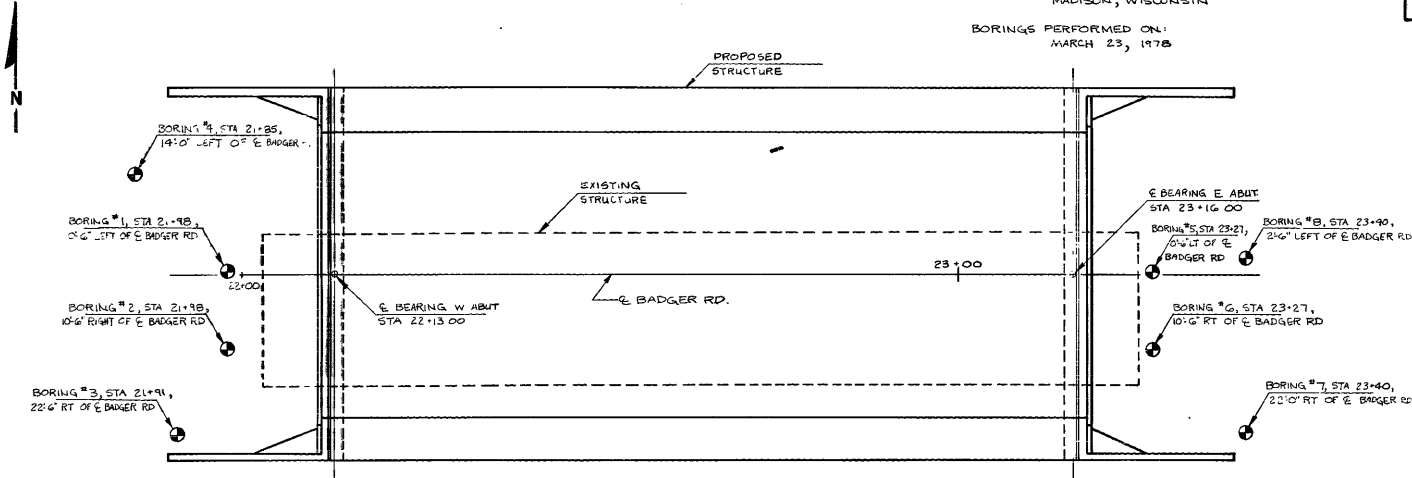 MADISON, WISCONSIN
BORINGS PERFORMED ON:
MARCH 23, 1978
N
PROPOSED
STRUCTURE
BORING #4, STA 21+85,
14'-0" LEFT OF ℄ BADGER
EXISTING
STRUCTURE
BORING #1, STA 21+98,
0'-6" LEFT OF ℄ BADGER RD
22+00
BORING #2, STA 21+98,
10'-6" RIGHT OF ℄ BADGER RD
BORING #3, STA 21+91,
22'-6" RT OF ℄ BADGER RD
℄ BEARING W ABUT
STA 22+13 00
℄ BADGER RD.
23+00
℄ BEARING E ABUT
STA 23+16 00
BORING #5, STA 23+27,
0'-6" LT OF ℄
BADGER RD
BORING #8, STA 23+40,
2'-6" LEFT OF ℄ BADGER RD
BORING #6, STA 23+27,
10'-6" RT OF ℄ BADGER RD
BORING #7, STA 23+40,
22'-0" RT OF ℄ BADGER RD